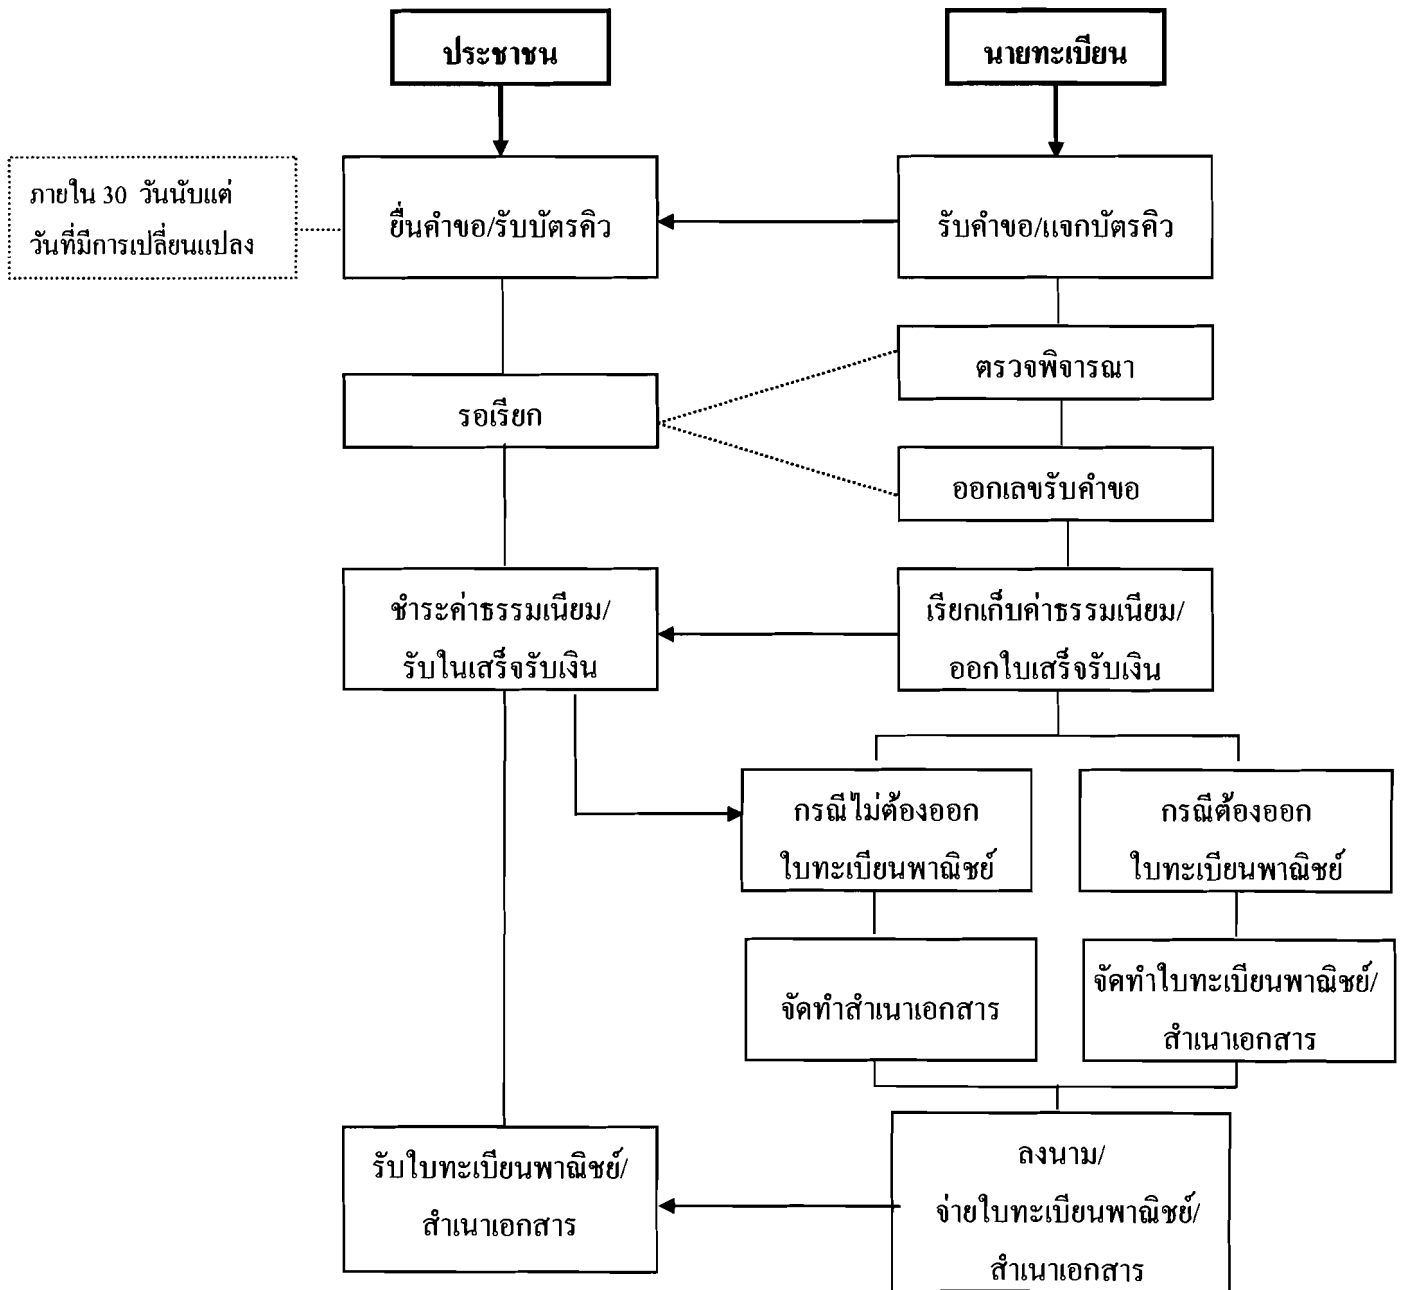 ประชาชน
นายทะเบียน
ภายใน 30 วันนับแต่
วันที่มีการเปลี่ยนแปลง
ยื่นคำขอ/รับบัตรคิว
รับคำขอ/แจกบัตรคิว
ตรวจพิจารณา
รอเรียก
ออกเลขรับคำขอ
ชำระค่าธรรมเนียม/
รับในเสร็จรับเงิน
เรียกเก็บค่าธรรมเนียม/
ออกใบเสร็จรับเงิน
กรณีไม่ต้องออก
ใบทะเบียนพาณิชย์
กรณีต้องออก
ใบทะเบียนพาณิชย์
จัดทำสำเนาเอกสาร
จัดทำใบทะเบียนพาณิชย์/
สำเนาเอกสาร
รับใบทะเบียนพาณิชย์/
สำเนาเอกสาร
ลงนาม/
จ่ายใบทะเบียนพาณิชย์/
สำเนาเอกสาร